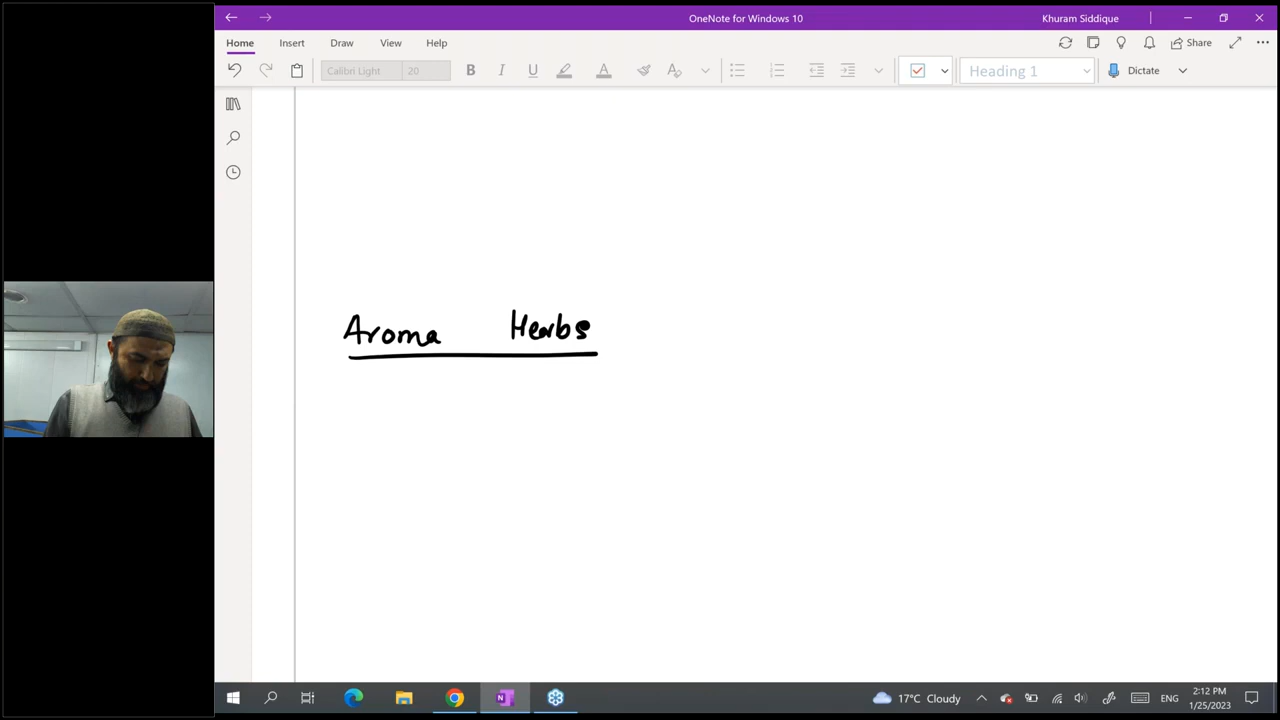 OneNote for Windows 10
Khuram Siddique
Home Insert Draw View Help
Share
Calibri Light 20
B I U A
Heading 1
Dictate
Aroma Herbs
17°C Cloudy
ENG
2:12 PM
1/25/2023